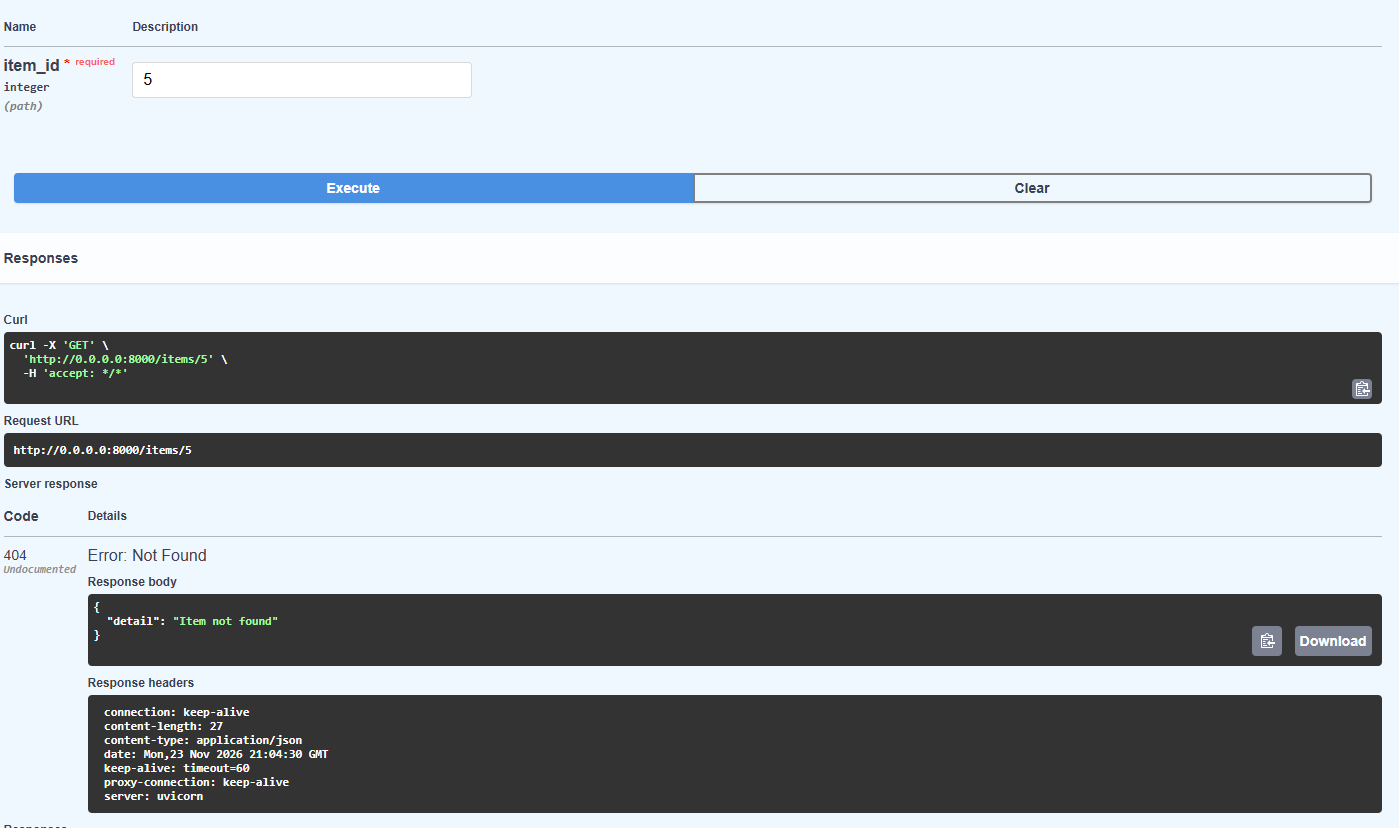 Name Description
item_id * required
integer
(path)
5
Execute Clear
Responses
Curl
curl -X 'GET' \
  'http://0.0.0.0:8000/items/5' \
  -H 'accept: */*'
Request URL
http://0.0.0.0:8000/items/5
Server response
Code Details
404 Error: Not Found
Undocumented
Response body
{
  "detail": "Item not found"
}
Download
Response headers
connection: keep-alive
content-length: 27
content-type: application/json
date: Mon,23 Nov 2026 21:04:30 GMT
keep-alive: timeout=60
proxy-connection: keep-alive
server: uvicorn
Responses